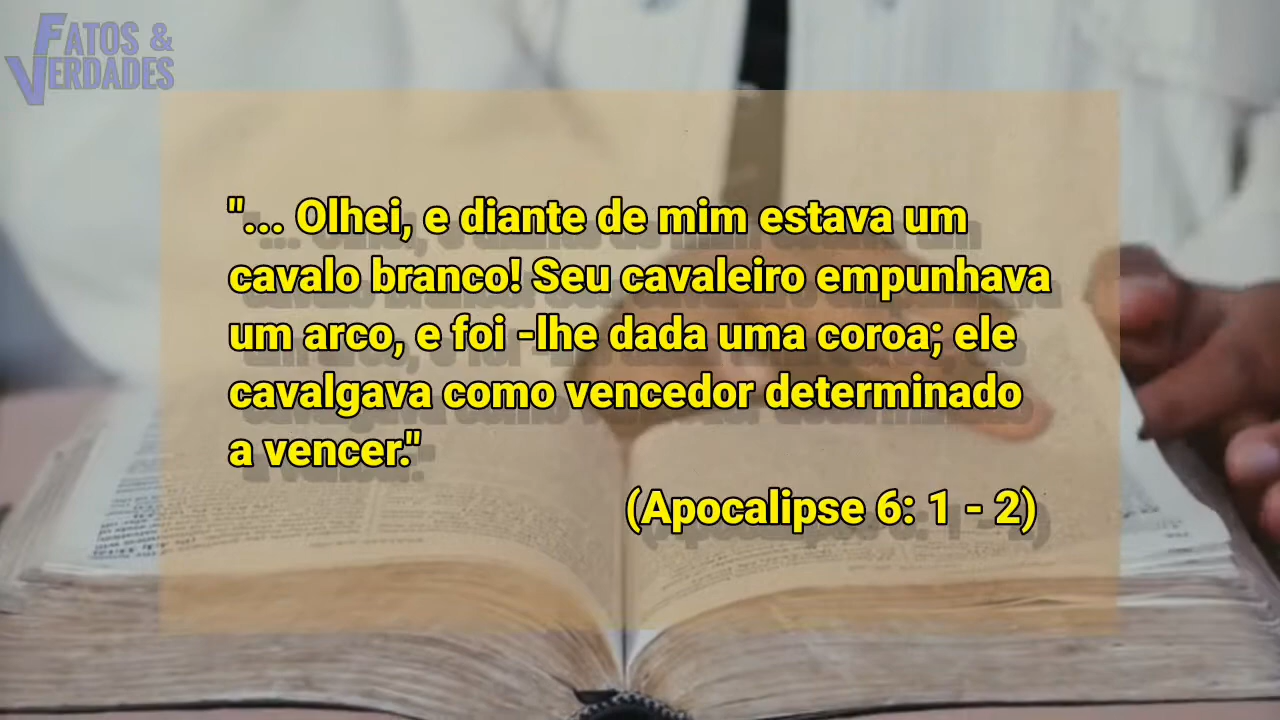 FATOS &
VERDADES
"... Olhei, e diante de mim estava um
cavalo branco! Seu cavaleiro empunhava
um arco, e foi -lhe dada uma coroa; ele
cavalgava como vencedor determinado
a vencer."
(Apocalipse 6: 1 - 2)